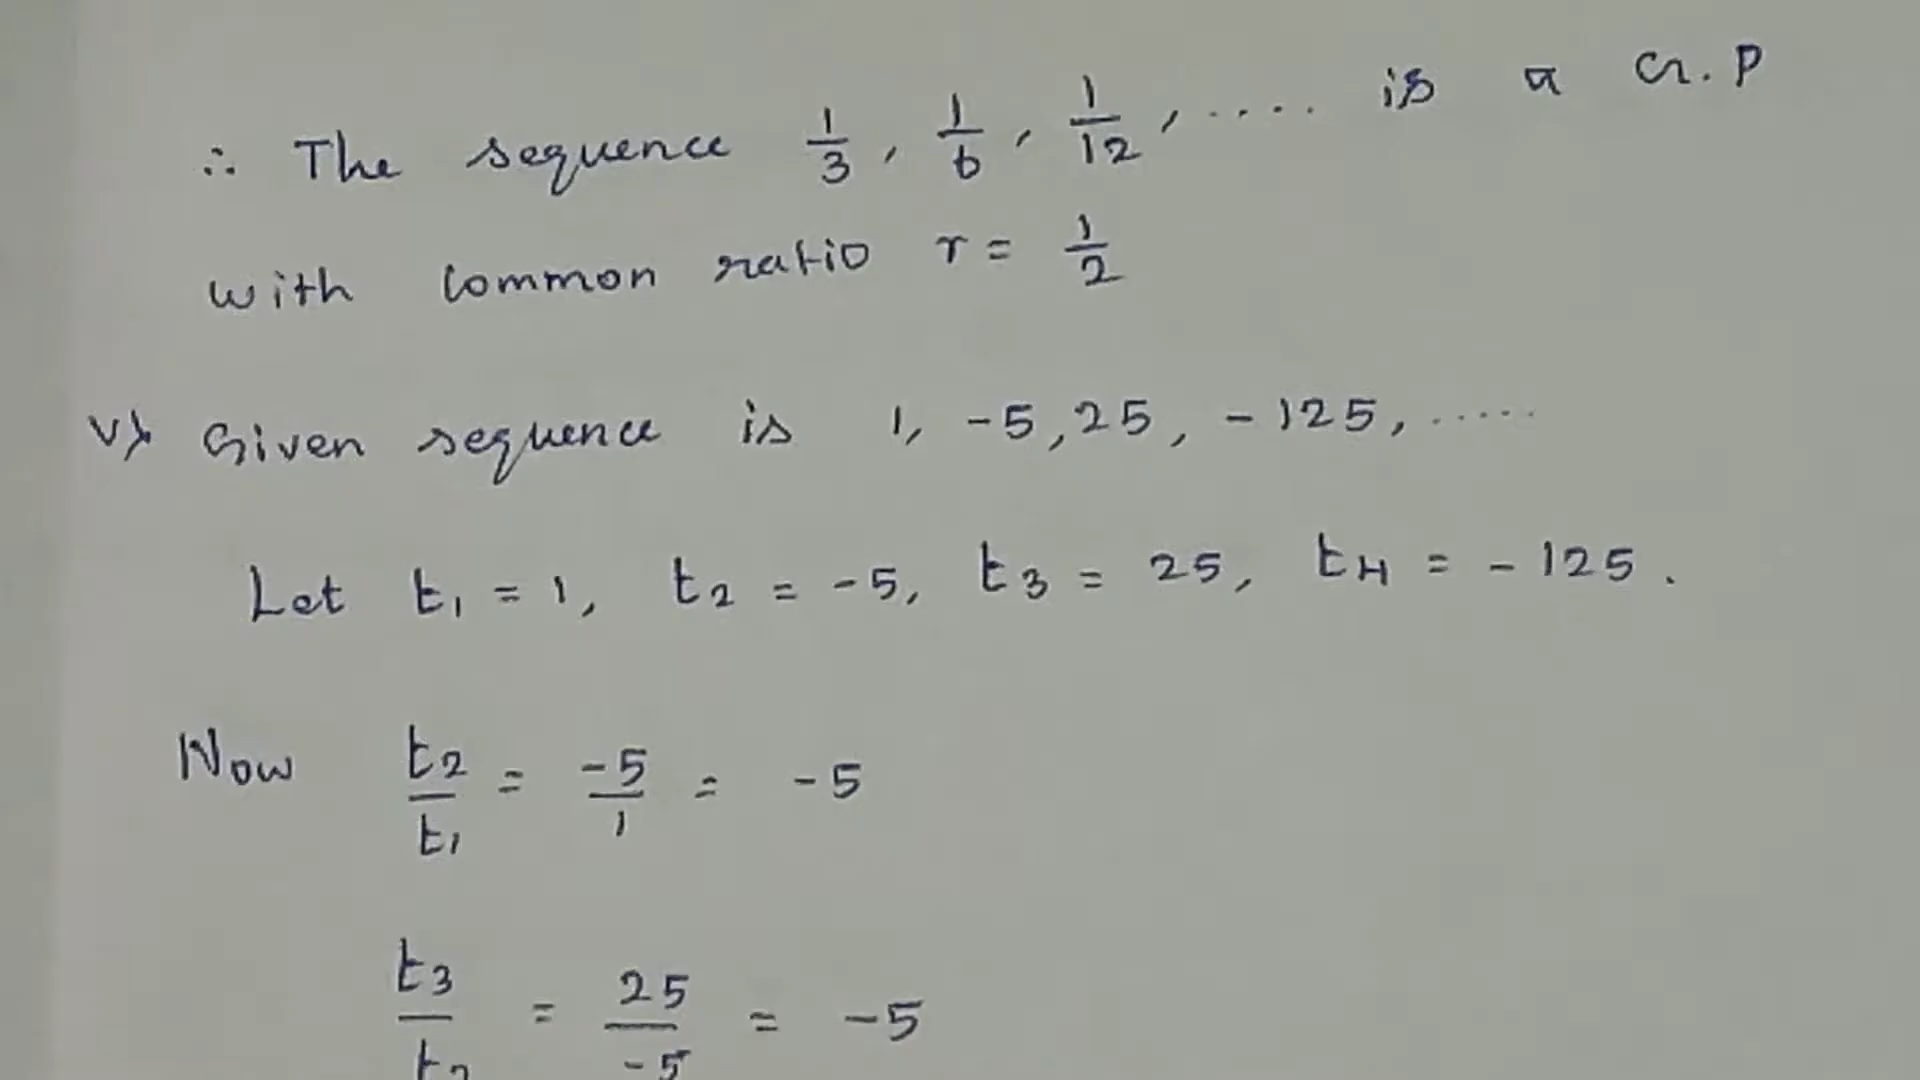 ∴ The sequence 1/3, 1/6, 1/12, .... is a G.P
with common ratio r = 1/2
v) Given sequence is 1, -5, 25, -125, .....
Let t1 = 1, t2 = -5, t3 = 25, t4 = -125.
Now t2/t1 = -5/1 = -5
t3/t2 = 25/-5 = -5